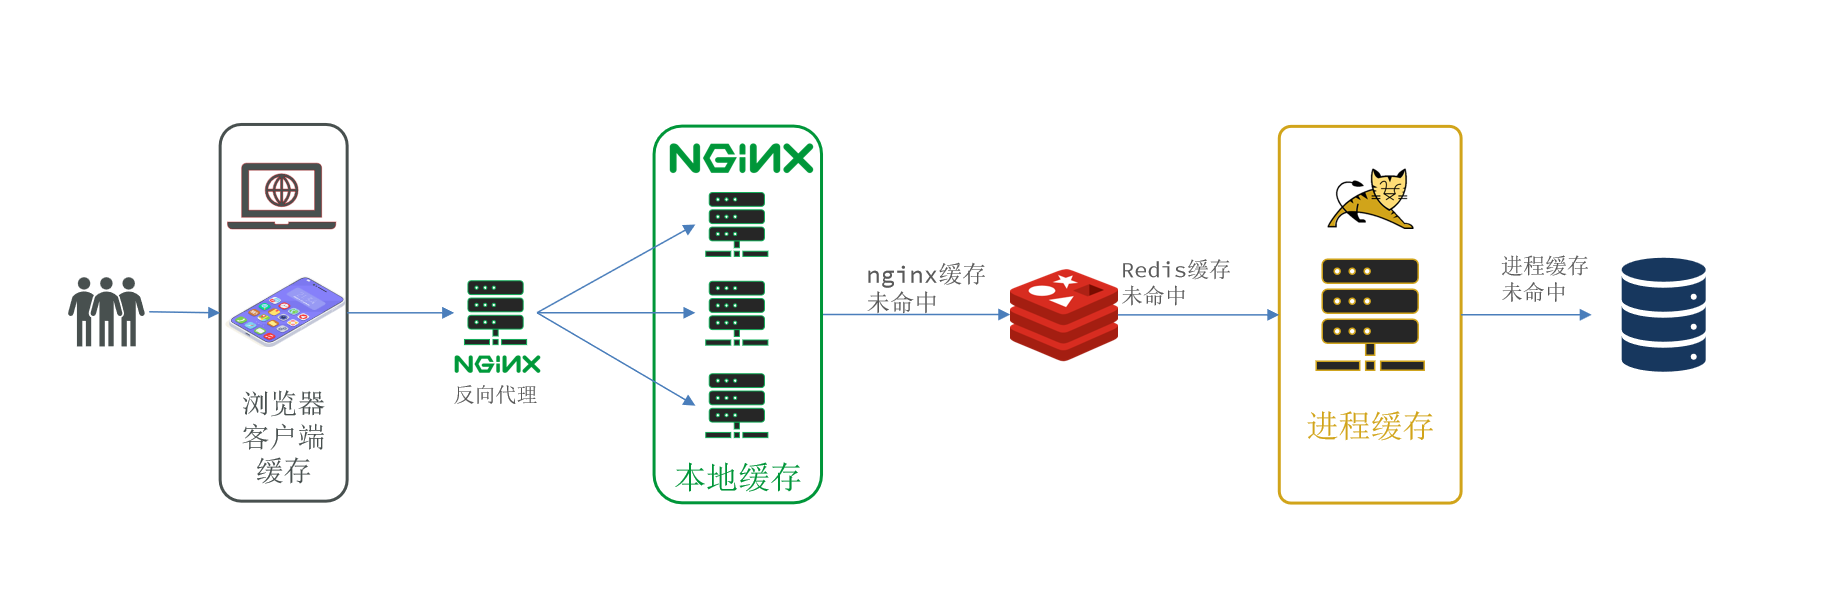 浏览器
客户端
缓存
NGiNX
反向代理
NGiNX
本地缓存
nginx缓存
未命中
Redis缓存
未命中
进程缓存
进程缓存
未命中